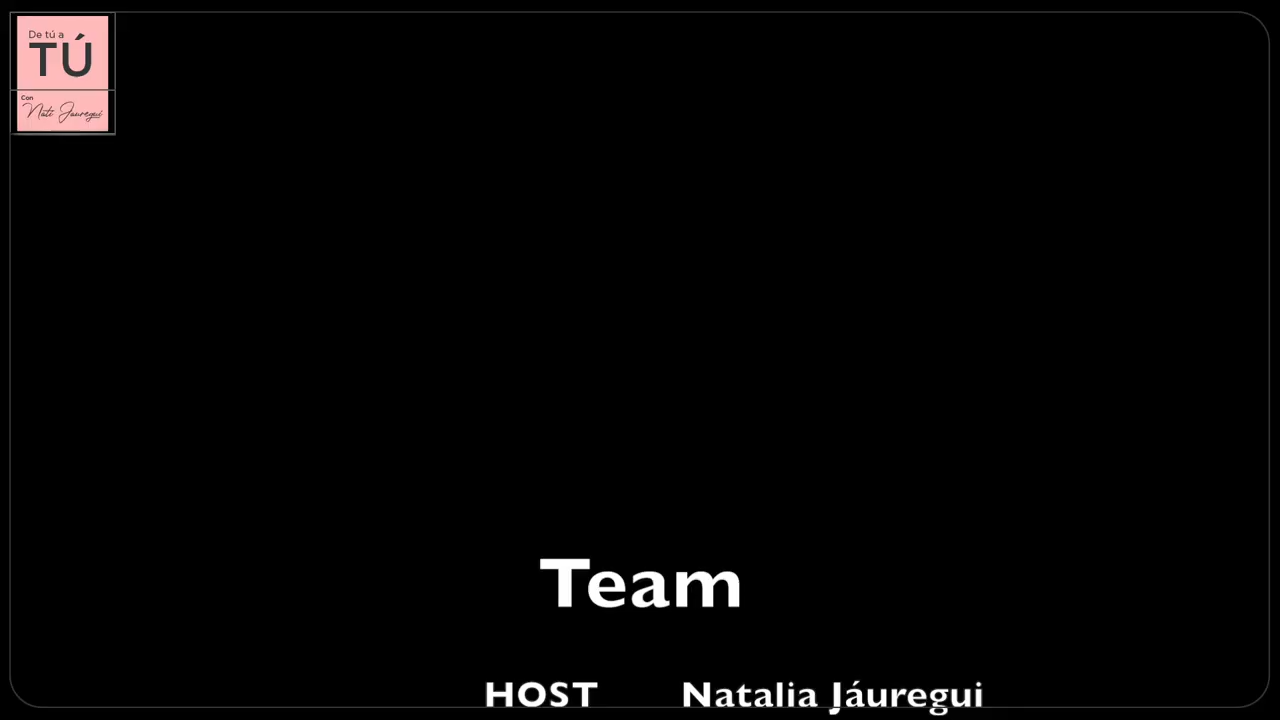 De tú a
TÚ
Con
Nati Jáuregui
Team
HOST Natalia Jáuregui